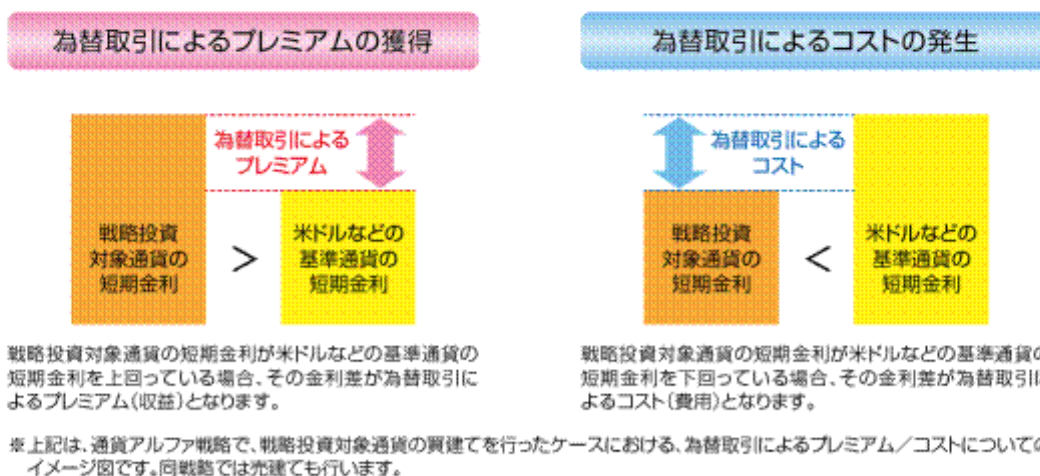 為替取引によるプレミアムの獲得
為替取引による
プレミアム
戦略投資
対象通貨の
短期金利
>
米ドルなどの
基準通貨の
短期金利
戦略投資対象通貨の短期金利が米ドルなどの基準通貨の
短期金利を上回っている場合、その金利差が為替取引に
よるプレミアム(収益)となります。
為替取引によるコストの発生
為替取引による
コスト
戦略投資
対象通貨の
短期金利
<
米ドルなどの
基準通貨の
短期金利
戦略投資対象通貨の短期金利が米ドルなどの基準通貨の
短期金利を下回っている場合、その金利差が為替取引に
よるコスト(費用)となります。
※上記は、通貨アルファ戦略で、戦略投資対象通貨の買建てを行ったケースにおける、為替取引によるプレミアム/コストについての
イメージ図です。同戦略では売建ても行います。